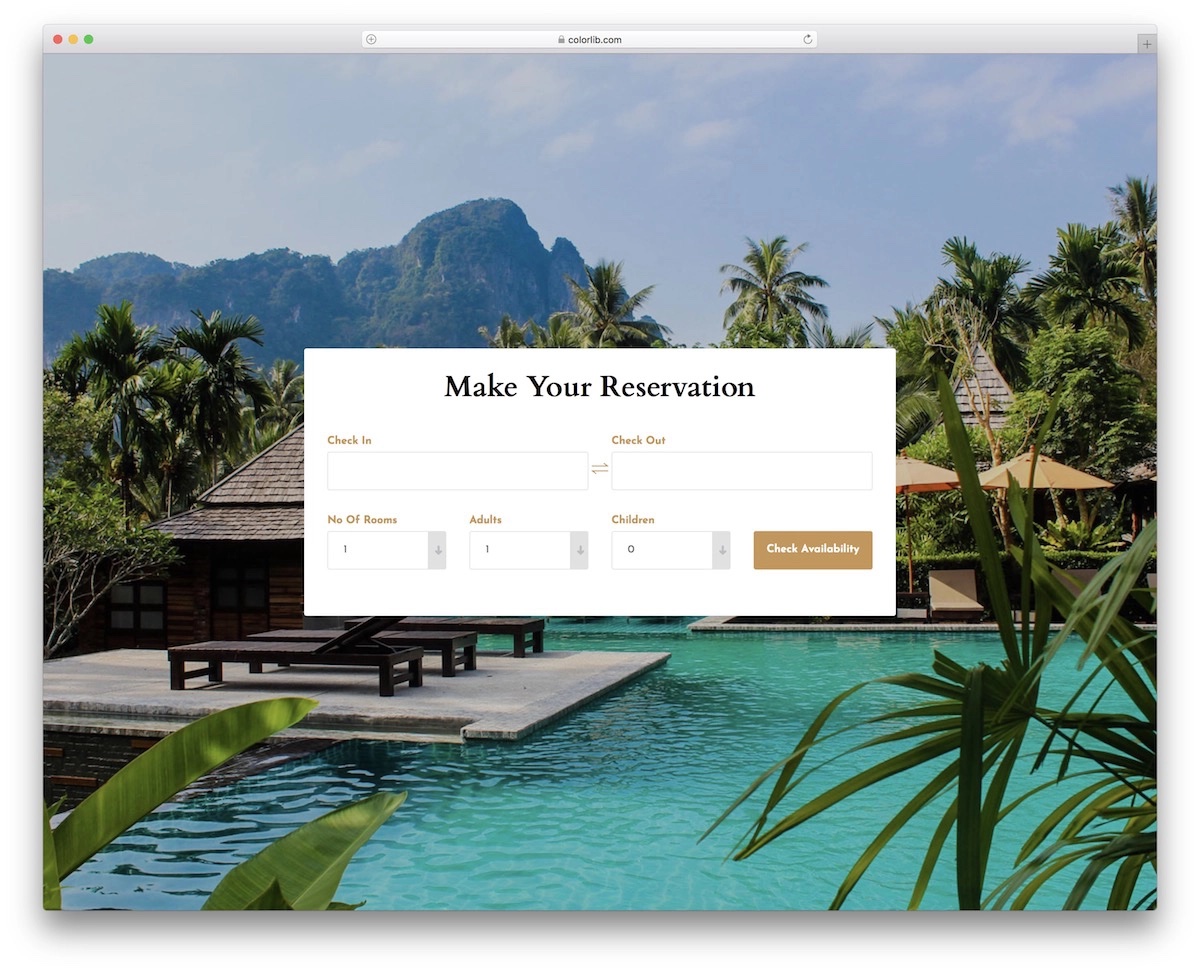 colorlib.com
Make Your Reservation
Check In
Check Out
No Of Rooms
Adults
Children
1
1
0
Check Availability